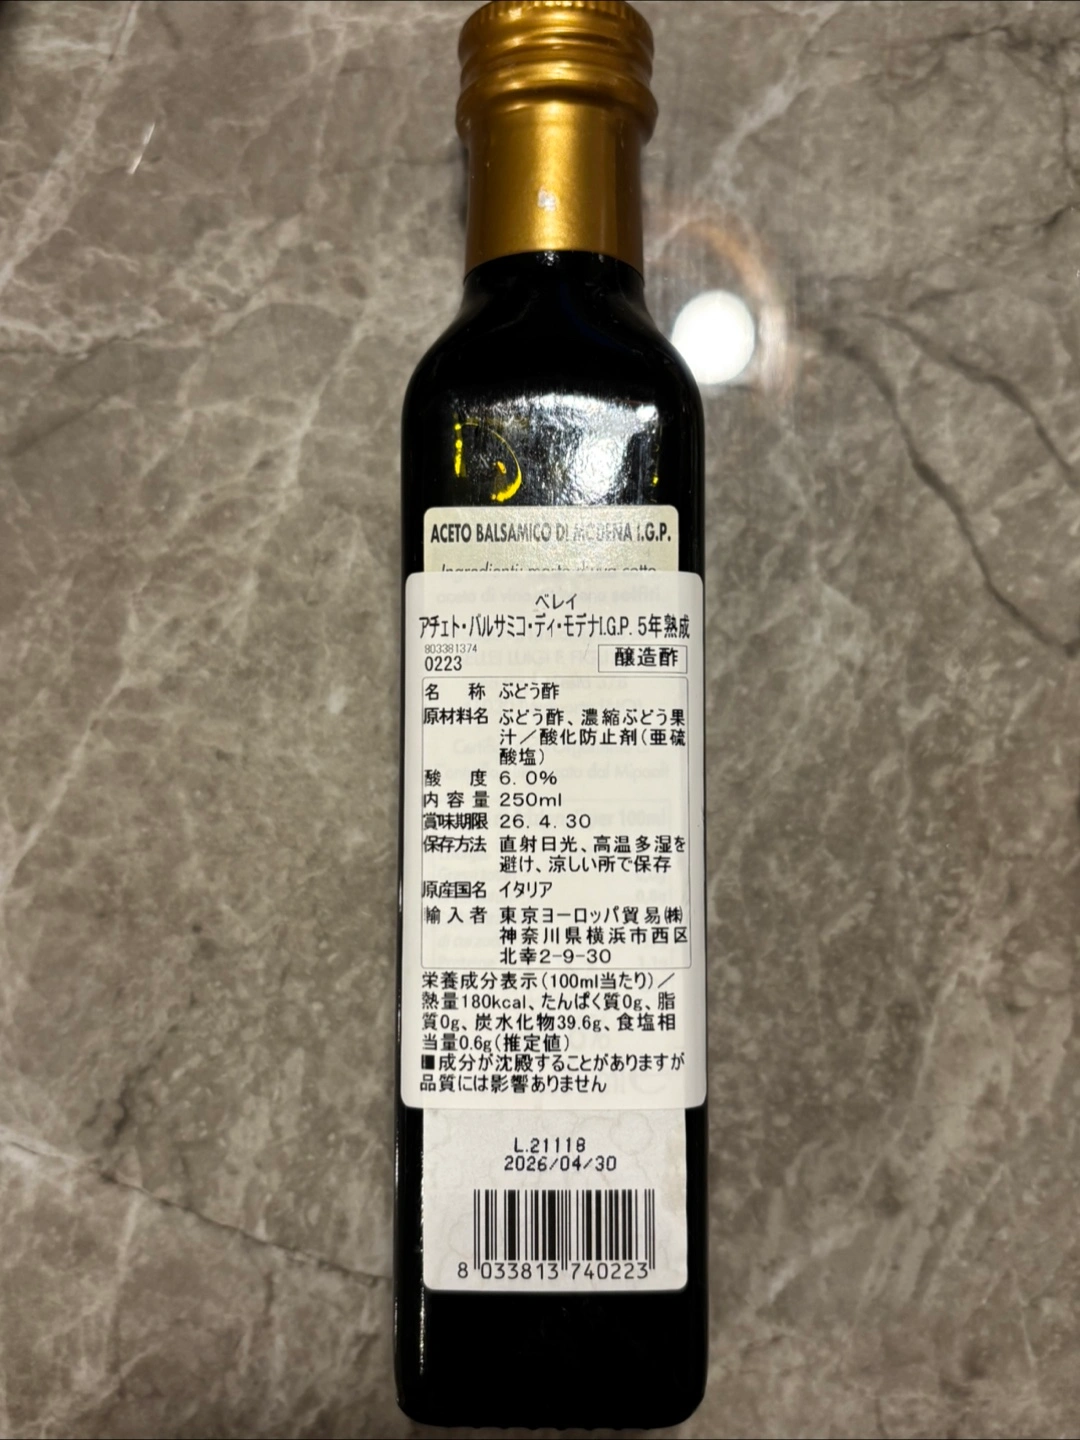 ACETO BALSAMICO DI MODENA I.G.P.
Ingredienti: mosto d'uva cotto
ベレイ
アチェト・バルサミコ・ディ・モデナI.G.P. 5年熟成
803381374
0223
醸造酢
名 称 ぶどう酢
原材料名 ぶどう酢、濃縮ぶどう果
汁/酸化防止剤(亜硫
酸塩)
酸 度 6.0%
内容量 250ml
賞味期限 26.4.30
保存方法 直射日光、高温多湿を
避け、涼しい所で保存
原産国名 イタリア
輸入者 東京ヨーロッパ貿易㈱
神奈川県横浜市西区
北幸2-9-30
栄養成分表示(100ml当たり)/
熱量180kcal、たんぱく質0g、脂
質0g、炭水化物39.6g、食塩相
当量0.6g(推定値)
■成分が沈殿することがありますが
品質には影響ありません
L.21118
2026/04/30
8 033813 740223